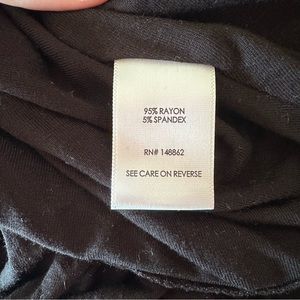 95% RAYON
5% SPANDEX
RN# 148862
SEE CARE ON REVERSE